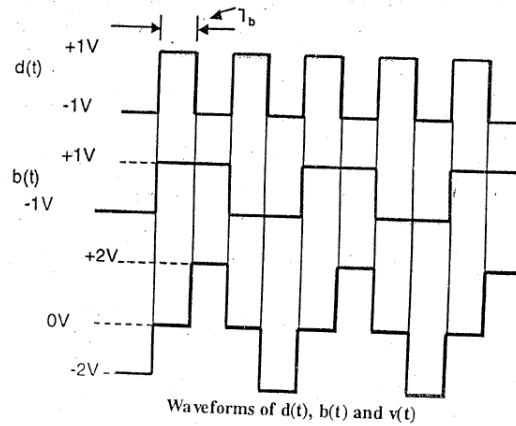 T_b
+1V
d(t)
-1V
+1V
b(t)
-1V
+2V
0V
-2V
Waveforms of d(t), b(t) and v(t)